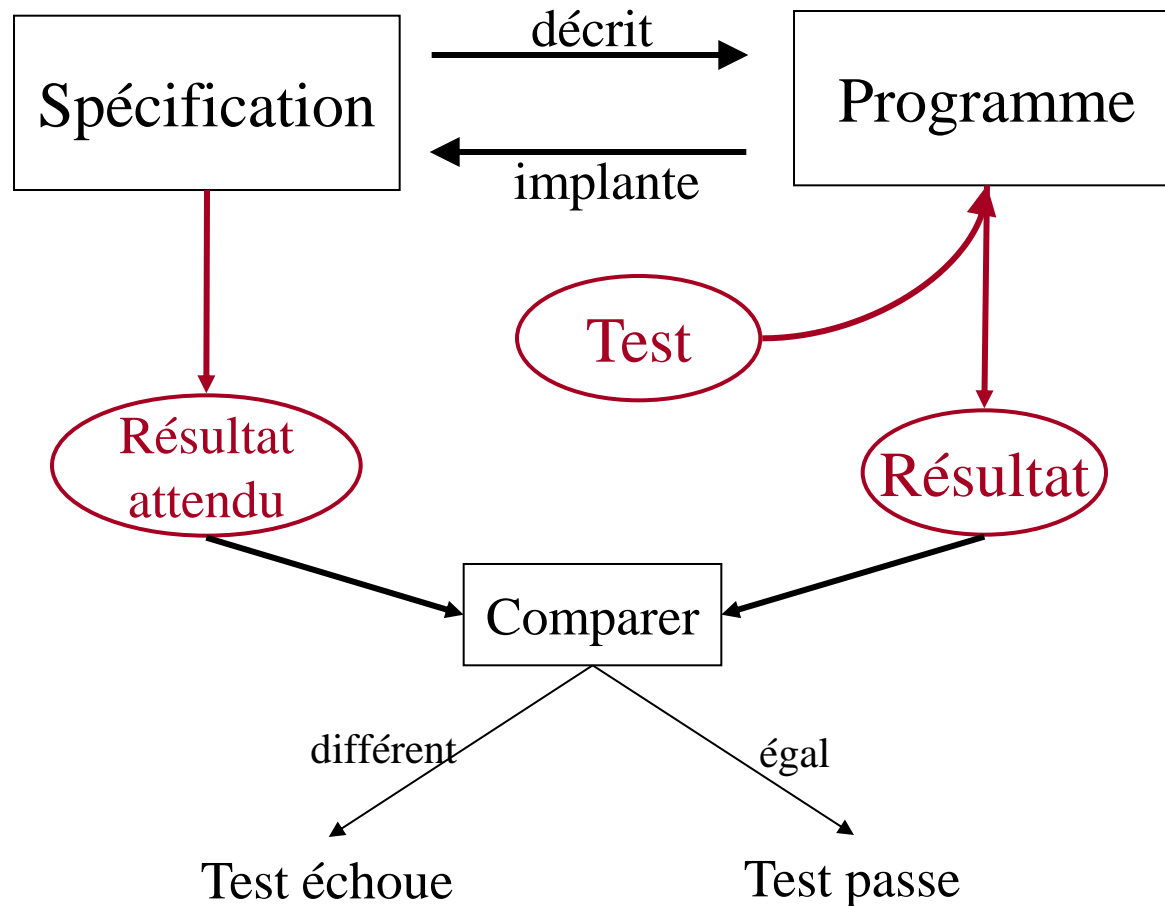 décrit
Spécification
Programme
implante
Test
Résultat
attendu
Résultat
Comparer
différent
égal
Test échoue
Test passe